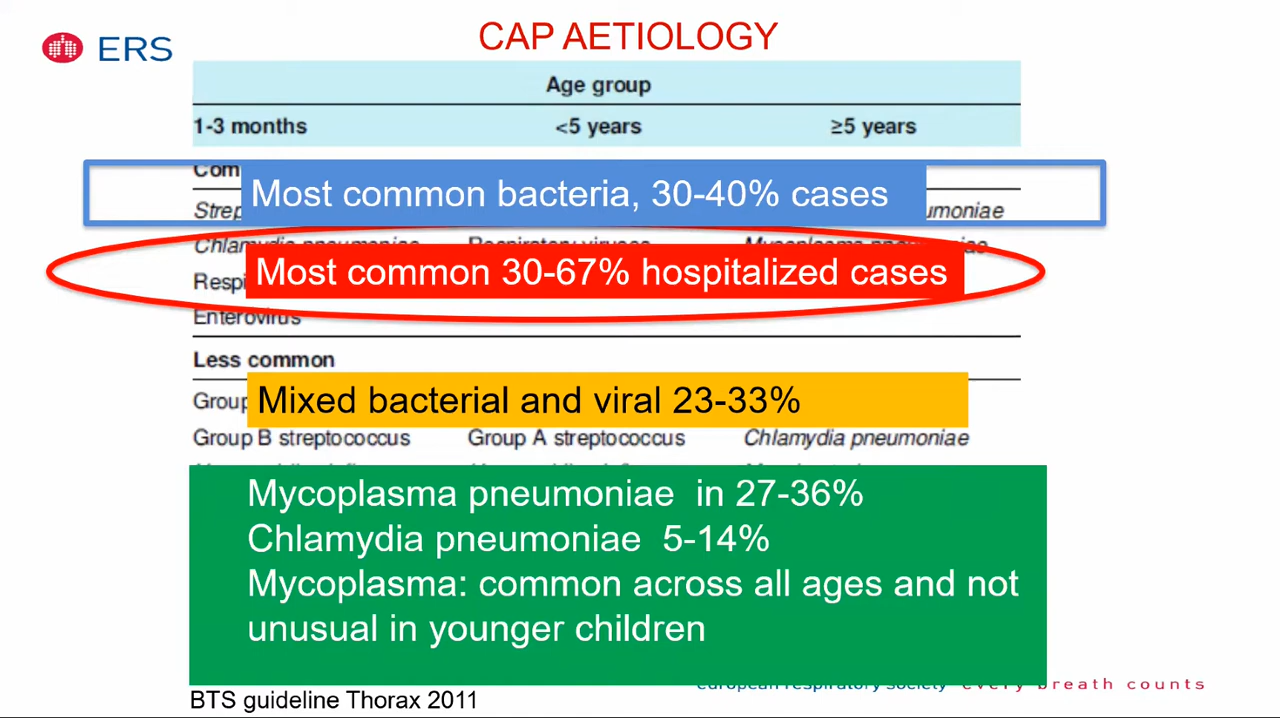 CAP AETIOLOGY
ERS
Age group
1-3 months <5 years ≥5 years
Most common bacteria, 30-40% cases
Most common 30-67% hospitalized cases
Enterovirus
Less common
Mixed bacterial and viral 23-33%
Group B streptococcus Group A streptococcus Chlamydia pneumoniae
Mycoplasma pneumoniae in 27-36%
Chlamydia pneumoniae 5-14%
Mycoplasma: common across all ages and not
unusual in younger children
european respiratory society every breath counts
BTS guideline Thorax 2011